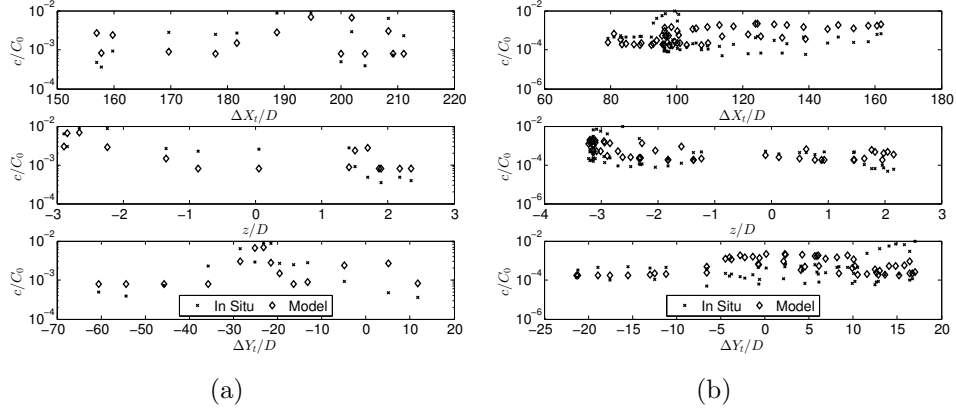 10^−2
10^−3
10^−4
c/C_0
150 160 170 180 190 200 210 220
ΔX_t/D
10^−2
10^−3
10^−4
c/C_0
−3 −2 −1 0 1 2 3
z/D
10^−2
10^−3
10^−4
c/C_0
× In Situ ◇ Model
−70 −60 −50 −40 −30 −20 −10 0 10 20
ΔY_t/D
(a)
10^−2
10^−4
10^−6
c/C_0
60 80 100 120 140 160 180
ΔX_t/D
10^−2
10^−4
10^−6
c/C_0
−4 −3 −2 −1 0 1 2 3
z/D
10^−2
10^−4
10^−6
c/C_0
× In Situ ◇ Model
−25 −20 −15 −10 −5 0 5 10 15 20
ΔY_t/D
(b)